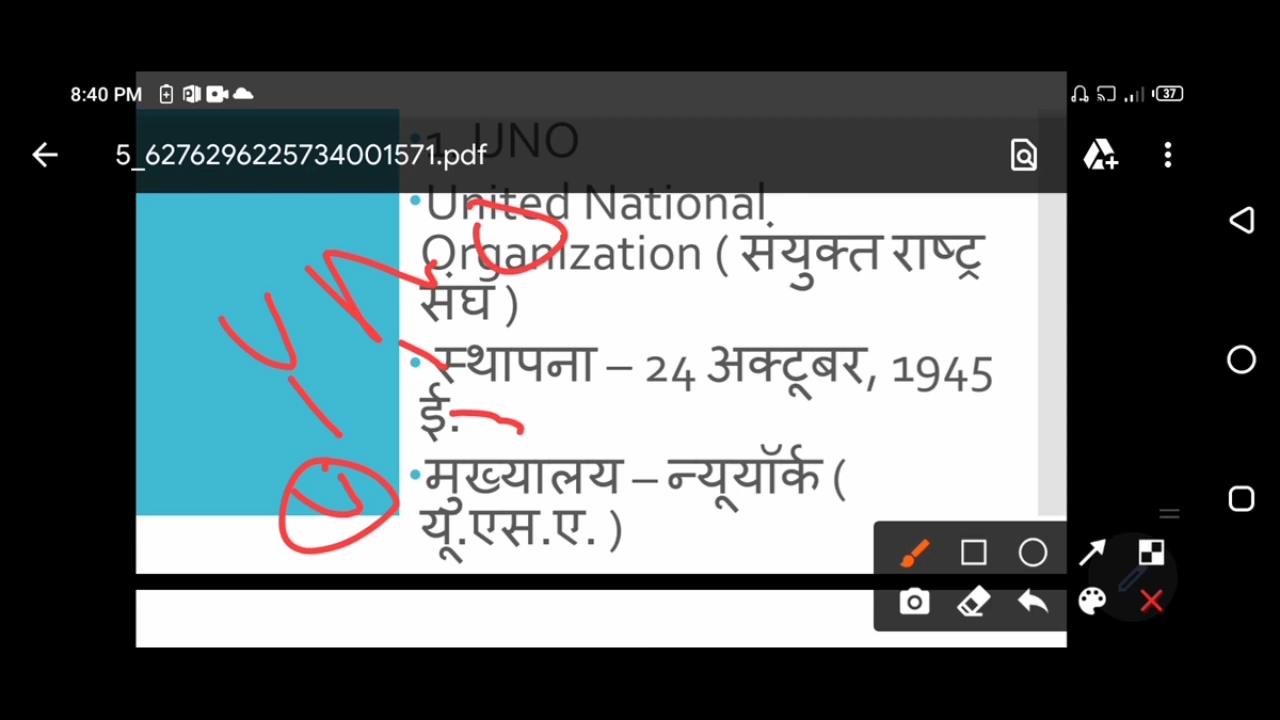 8:40 PM
37
5_6276296225734001571.pdf
1. UNO
United National
Organization ( संयुक्त राष्ट्र
संघ )
स्थापना – 24 अक्टूबर, 1945
ई.
मुख्यालय – न्यूयॉर्क (
यू.एस.ए. )